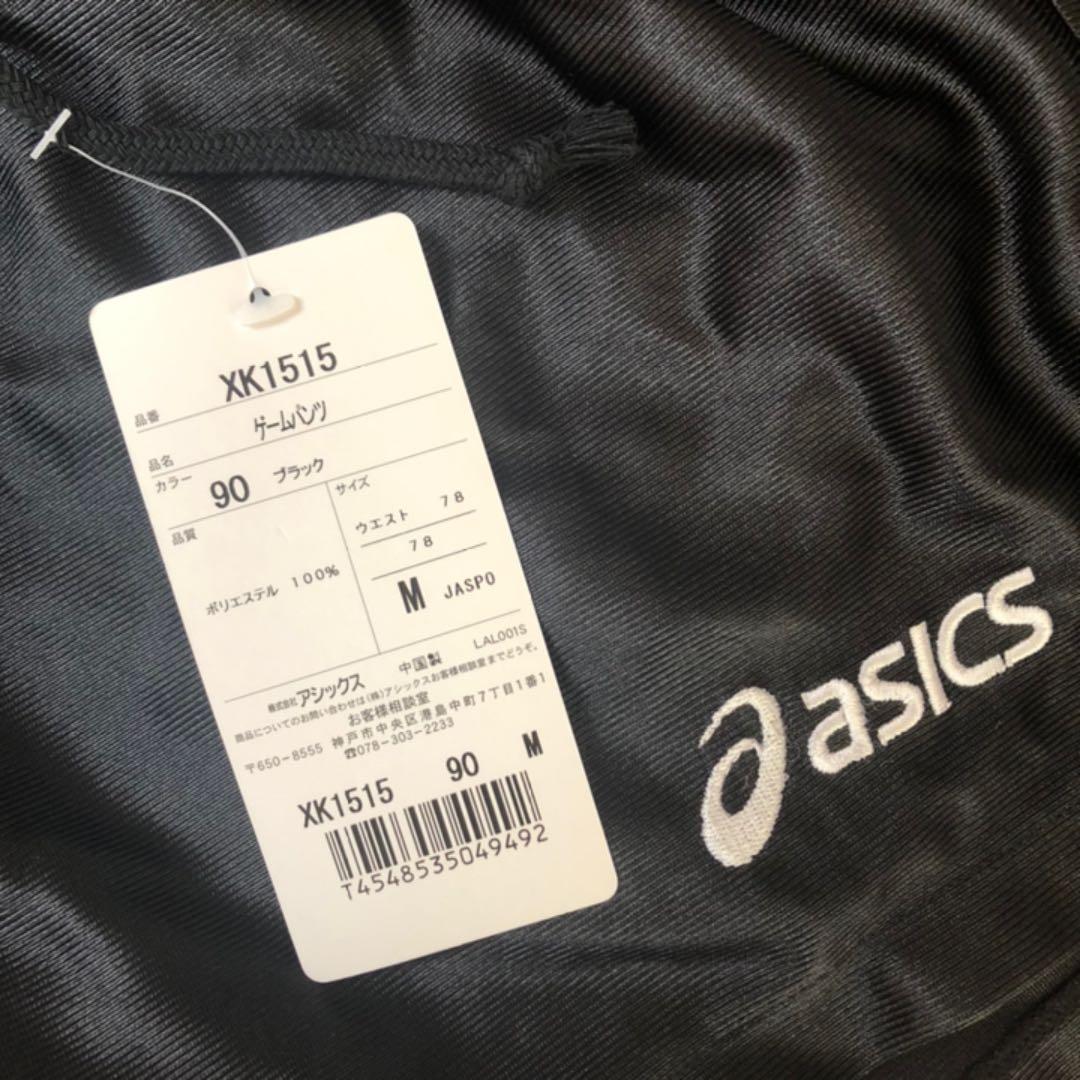 XK1515
品番
ゲームパンツ
品名
カラー 90 ブラック
品質
ポリエステル 100%
サイズ
ウエスト 78
78
M JASPO
LAL001S
中国製
株式会社アシックス
商品についてのお問い合わせは(株)アシックスお客様相談室までどうぞ。
お客様相談室
〒650-8555 神戸市中央区港島中町7丁目1番1
☎078-303-2233
XK1515 90 M
T4548535049492
asics